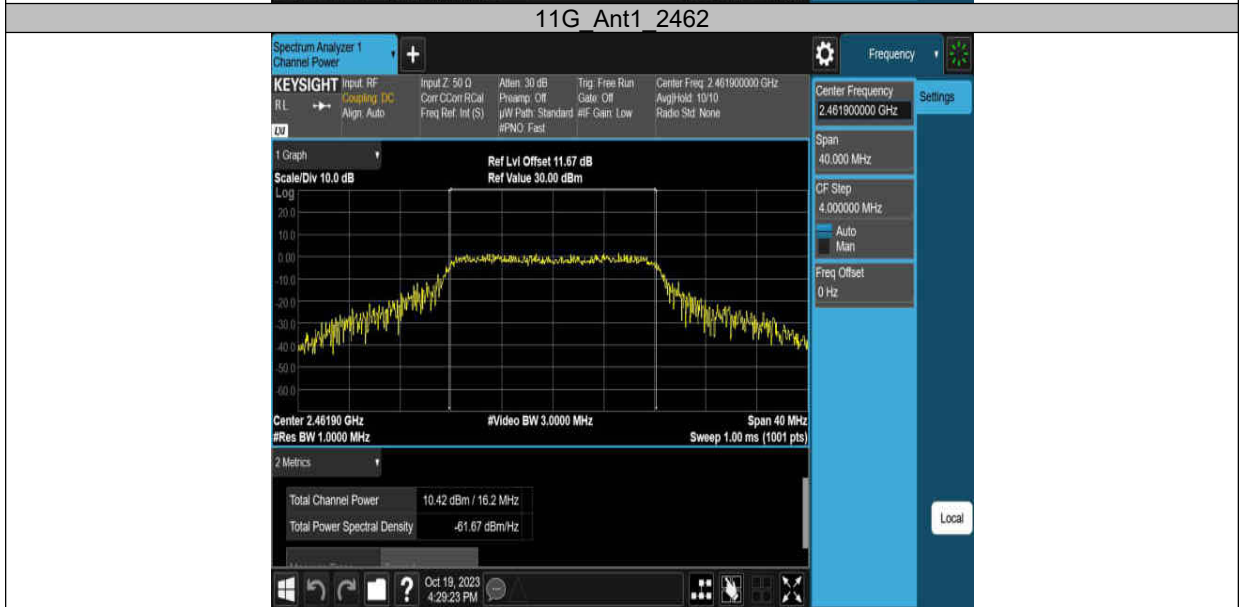 11G_Ant1_2462
Spectrum Analyzer 1
Channel Power
+
Frequency
KEYSIGHT
RL
LXI
Input: RF
Coupling: DC
Align: Auto
Input Z: 50 Ω
Corr CCorr RCal
Freq Ref: Int (S)
Atten: 30 dB
Preamp: Off
µW Path: Standard
#PNO: Fast
Trig: Free Run
Gate: Off
#IF Gain: Low
Center Freq: 2.461900000 GHz
Avg|Hold: 10/10
Radio Std: None
Center Frequency
2.461900000 GHz
Settings
Span
40.000 MHz
CF Step
4.000000 MHz
Auto
Man
Freq Offset
0 Hz
1 Graph
Scale/Div 10.0 dB
Ref Lvl Offset 11.67 dB
Ref Value 30.00 dBm
Log
20.0
10.0
0.00
-10.0
-20.0
-30.0
-40.0
-50.0
-60.0
Center 2.46190 GHz
#Video BW 3.0000 MHz
Span 40 MHz
#Res BW 1.0000 MHz
Sweep 1.00 ms (1001 pts)
2 Metrics
Total Channel Power 10.42 dBm / 16.2 MHz
Total Power Spectral Density -61.67 dBm/Hz
Local
?
Oct 19, 2023
4:29:23 PM